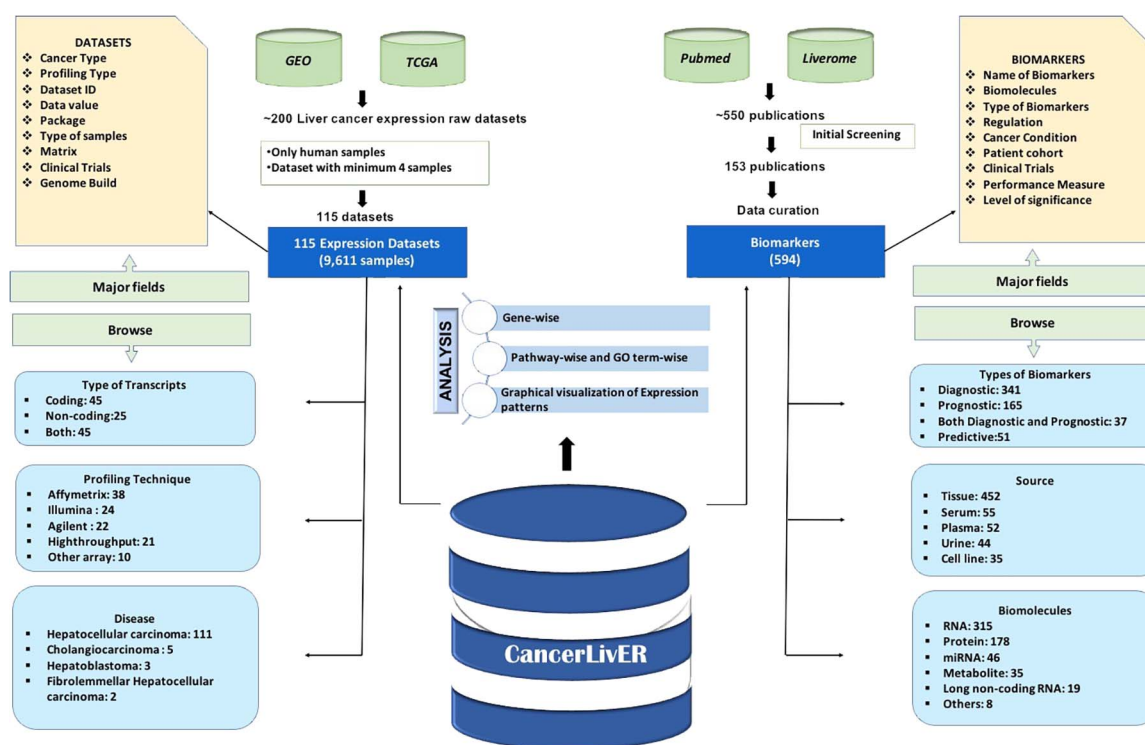 DATASETS
❖ Cancer Type
❖ Profiling Type
❖ Dataset ID
❖ Data value
❖ Package
❖ Type of samples
❖ Matrix
❖ Clinical Trials
❖ Genome Build
Major fields
Browse
Type of Transcripts
▪ Coding: 45
▪ Non-coding:25
▪ Both: 45
Profiling Technique
▪ Affymetrix: 38
▪ Illumina : 24
▪ Agilent : 22
▪ Highthroughput: 21
▪ Other array: 10
Disease
▪ Hepatocellular carcinoma: 111
▪ Cholangiocarcinoma: 5
▪ Hepatoblastoma: 3
▪ Fibrolemmellar Hepatocellular
carcinoma: 2
GEO
TCGA
~200 Liver cancer expression raw datasets
•Only human samples
•Dataset with minimum 4 samples
115 datasets
115 Expression Datasets
(9,611 samples)
Pubmed
Liverome
~550 publications
Initial Screening
153 publications
Data curation
Biomarkers
(594)
ANALYSIS
Gene-wise
Pathway-wise and GO term-wise
Graphical visualization of Expression
patterns
CancerLivER
BIOMARKERS
❖ Name of Biomarkers
❖ Biomolecules
❖ Type of Biomarkers
❖ Regulation
❖ Cancer Condition
❖ Patient cohort
❖ Clinical Trials
❖ Performance Measure
❖ Level of significance
Major fields
Browse
Types of Biomarkers
▪ Diagnostic: 341
▪ Prognostic: 165
▪ Both Diagnostic and Prognostic: 37
▪ Predictive:51
Source
▪ Tissue: 452
▪ Serum: 55
▪ Plasma: 52
▪ Urine: 44
▪ Cell line: 35
Biomolecules
▪ RNA: 315
▪ Protein: 178
▪ miRNA: 46
▪ Metabolite: 35
▪ Long non-coding RNA: 19
▪ Others: 8